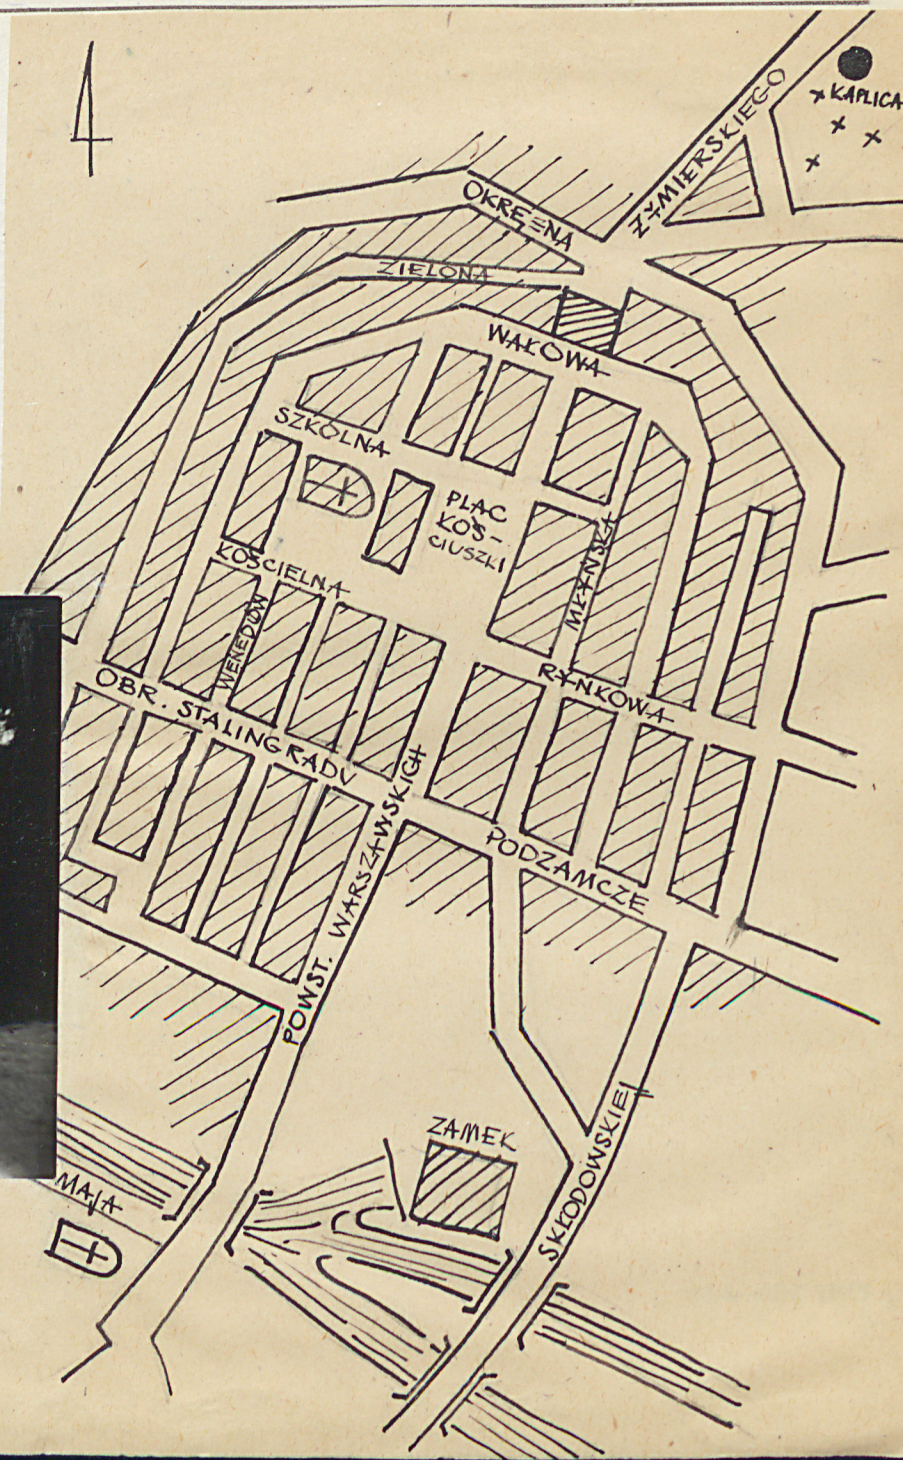 KAPLICA
ŻYMIERSKIEGO
OKRĘŻNA
ZIELONA
WAŁOWA
SZKOLNA
PLAC
KOŚ-
CIUSZKI
MŁYŃSKA
KOŚCIELNA
WENEDÓW
RYNKOWA
OBR. STALINGRADU
POWST. WARSZAWSKICH
PODZAMCZE
ZAMEK
SKŁODOWSKIEJ
MAJA